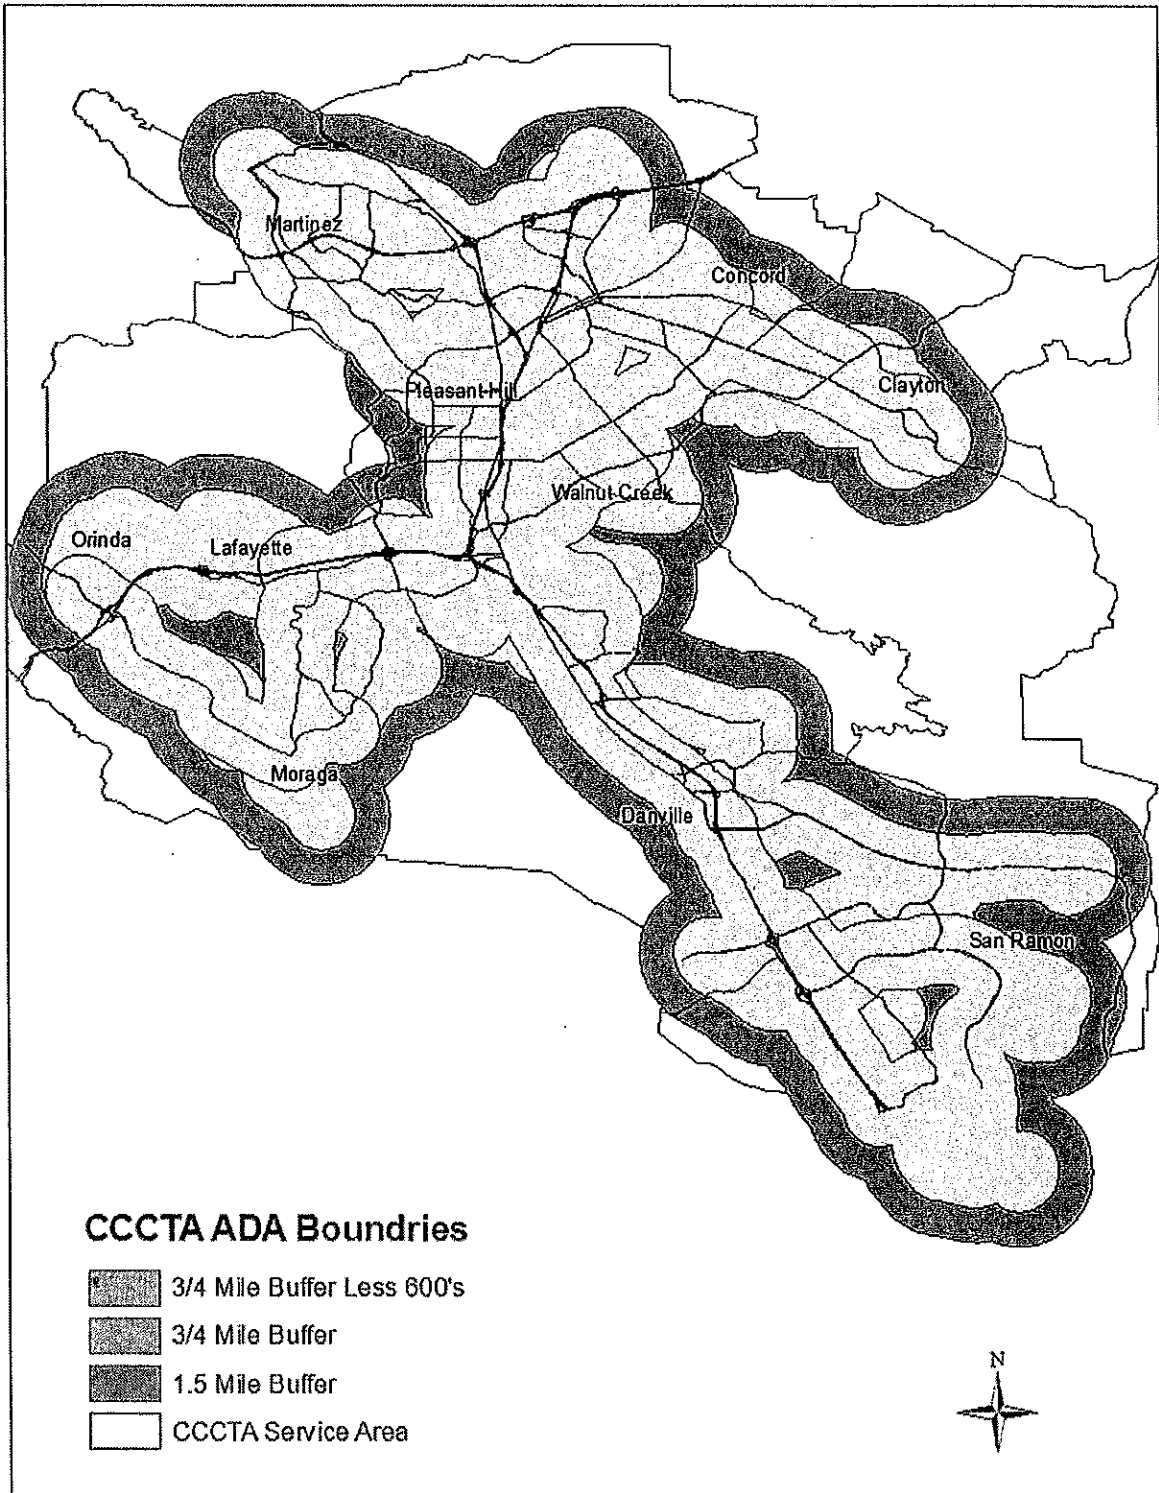 Martinez
Concord
Pleasant Hill
Clayton
Walnut Creek
Orinda
Lafayette
Moraga
Danville
San Ramon
CCCTA ADA Boundries
3/4 Mile Buffer Less 600's
3/4 Mile Buffer
1.5 Mile Buffer
CCCTA Service Area
N